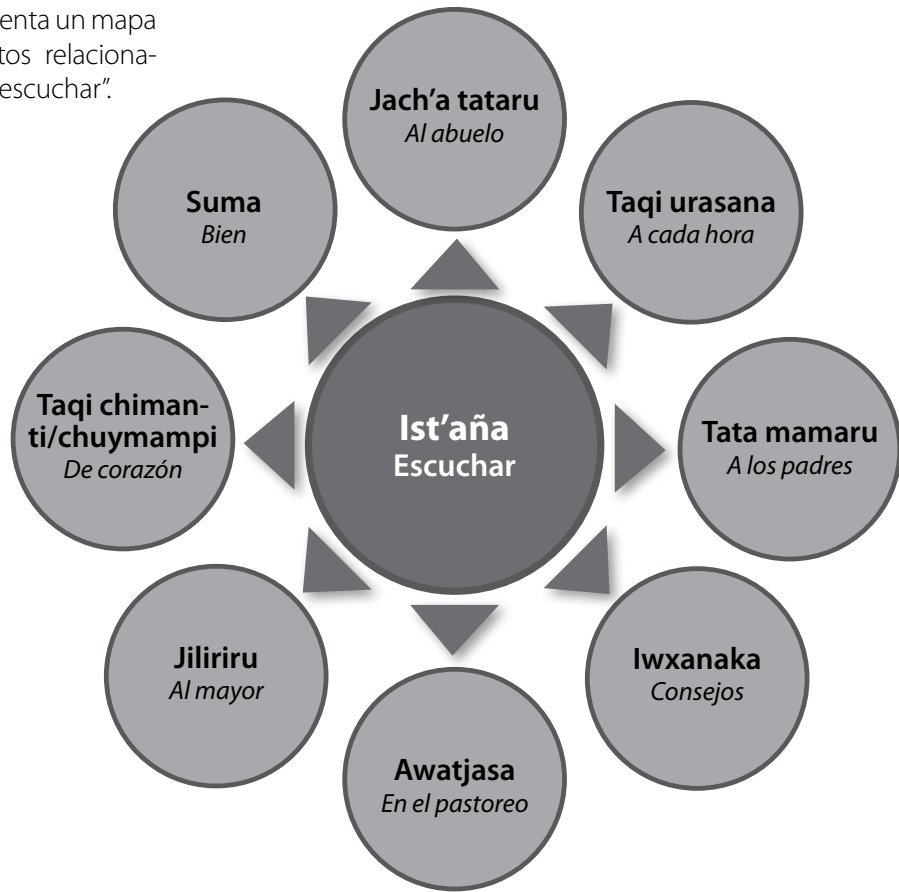 enta un mapa
tos relaciona-
escuchar”.
Jach'a tataru
Al abuelo
Suma
Bien
Taqi urasana
A cada hora
Taqi chiman-
ti/chuymampi
De corazón
Ist'aña
Escuchar
Tata mamaru
A los padres
Jiliriru
Al mayor
Iwxanaka
Consejos
Awatjasa
En el pastoreo